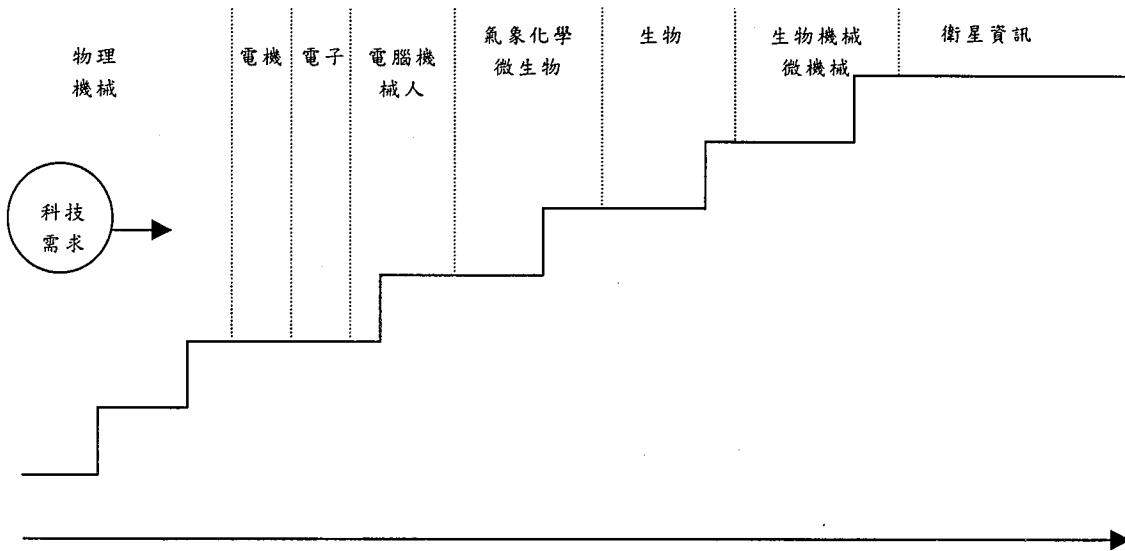 物理
機械
電機
電子
電腦機
械人
氣象化學
微生物
生物
生物機械
微機械
衛星資訊
科技
需求